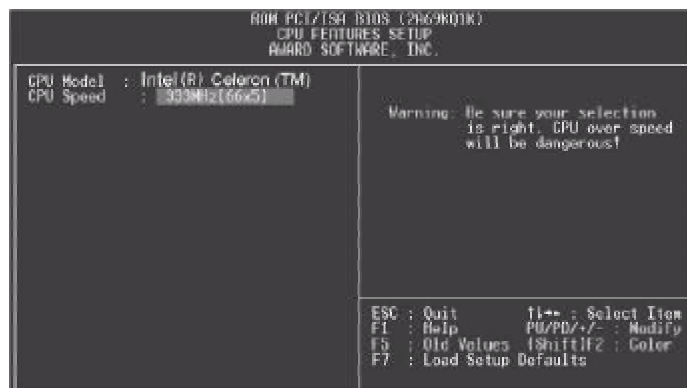 ROM PCI/ISA BIOS (2A69KQ1K)
CPU FEATURES SETUP
AWARD SOFTWARE, INC.
CPU Model : Intel(R) Celeron (TM)
CPU Speed : 333MHz(66x5)
Warning: Be sure your selection
is right. CPU over speed
will be dangerous!
ESC : Quit ↑↓→← : Select Item
F1 : Help PU/PD/+/- : Modify
F5 : Old Values (Shift)F2 : Color
F7 : Load Setup Defaults